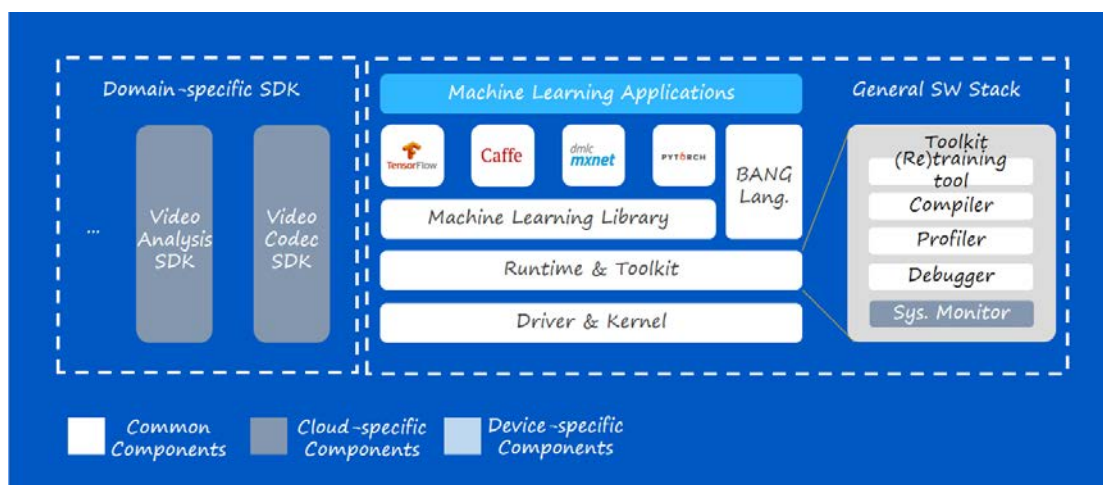 Domain-specific SDK
...
Video
Analysis
SDK
Video
Codec
SDK
Machine Learning Applications
TensorFlow
Caffe
dmlc
mxnet
PYTORCH
BANG
Lang.
Machine Learning Library
Runtime & Toolkit
Driver & Kernel
General SW Stack
Toolkit
(Re)training
tool
Compiler
Profiler
Debugger
Sys. Monitor
Common
Components
Cloud-specific
Components
Device-specific
Components